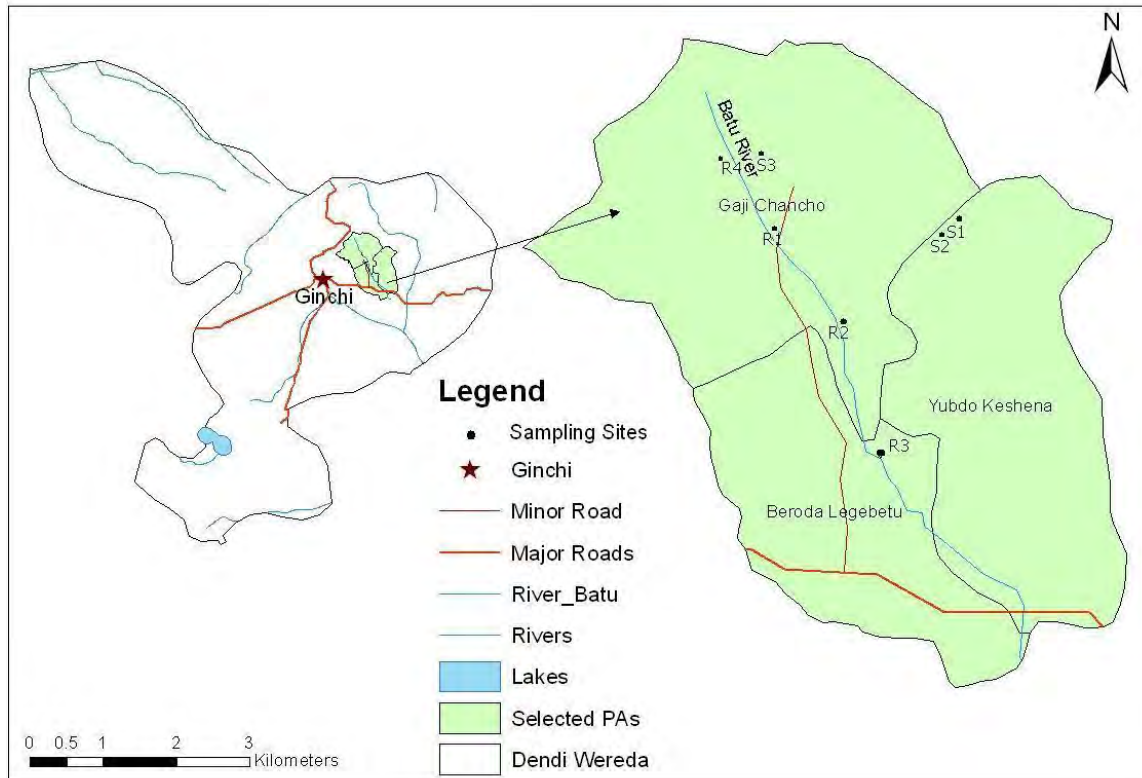 N
Batu River
R4
S3
Gaji Chancho
R1
S1
S2
Ginchi
R2
Legend
Yubdo Keshena
Sampling Sites
R3
Ginchi
Minor Road
Beroda Legebetu
Major Roads
River_Batu
Rivers
Lakes
Selected PAs
0 0.5 1 2 3
Kilometers
Dendi Wereda